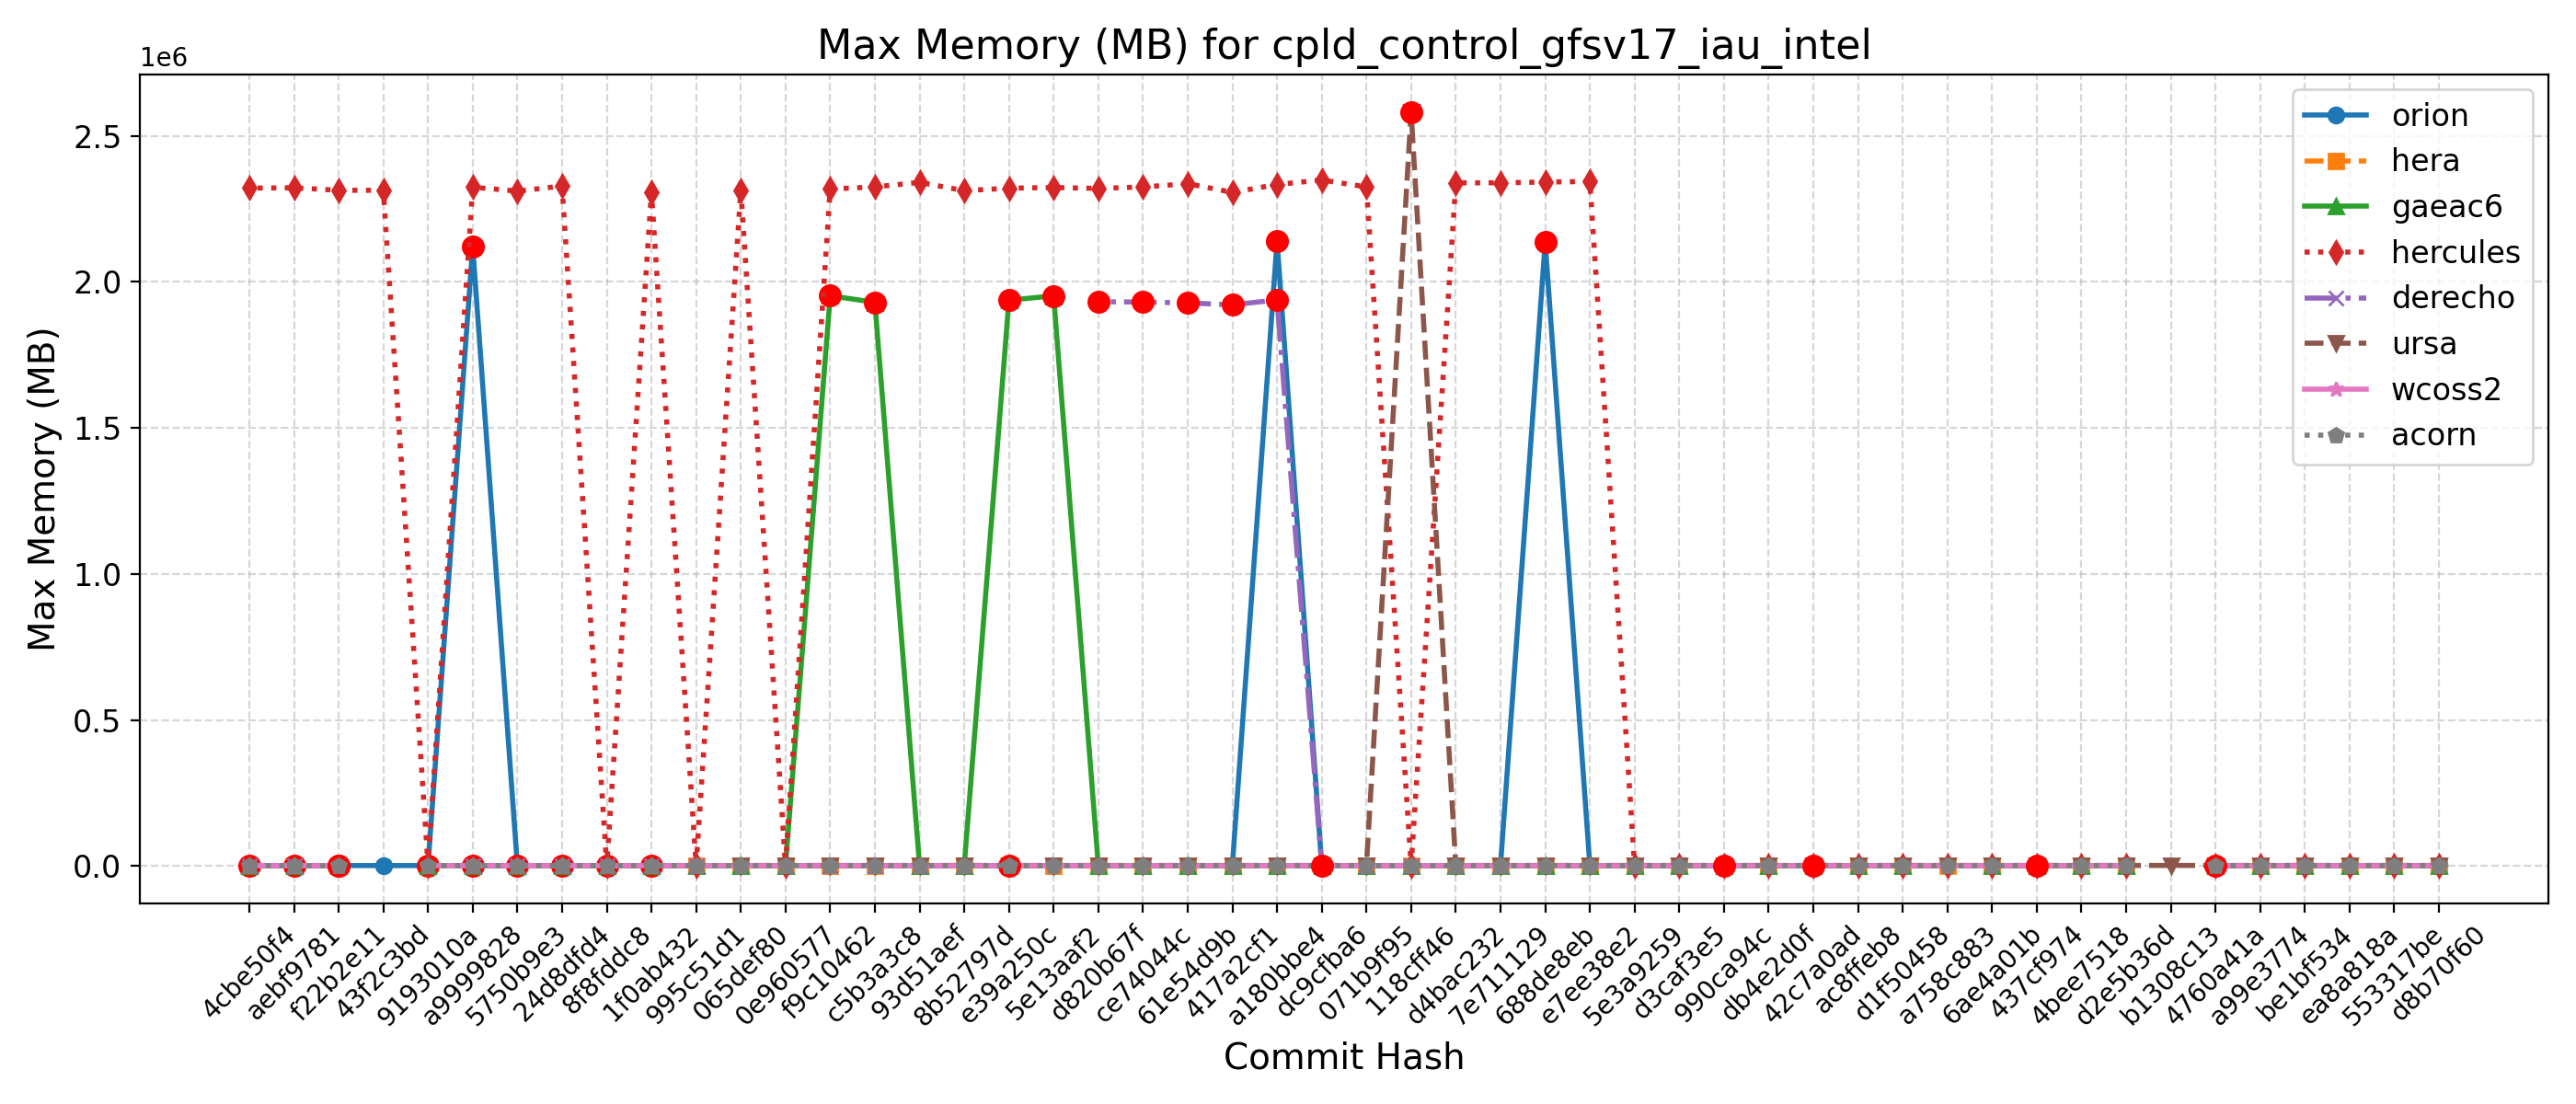 Max Memory (MB) for cpld_control_gfsv17_iau_intel
1e6
2.5
2.0
1.5
1.0
0.5
0.0
Max Memory (MB)
orion
hera
gaeac6
hercules
derecho
ursa
wcoss2
acorn
4cbe50f4
aebf9781
f22b2e11
43f2c3bd
9193010a
a9999828
5750b9e3
24d8dfd4
8f8fddc8
1f0ab432
995c51d1
065def80
0e960577
f9c10462
c5b3a3c8
93d51aef
8b52797d
e39a250c
5e13aaf2
d820b67f
ce74044c
61e54d9b
417a2cf1
a180bbe4
dc9cfba6
071b9f95
118cff46
d4bac232
7e711129
688de8eb
e7ee38e2
5e3a9259
d3caf3e5
990ca94c
db4e2d0f
42c7a0ad
ac8ffeb8
d1f50458
a758c883
6ae4a01b
437cf974
4bee7518
d2e5b36d
b1308c13
4760a41a
a99e3774
be1bf534
ea8a818a
553317be
d8b70f60
Commit Hash